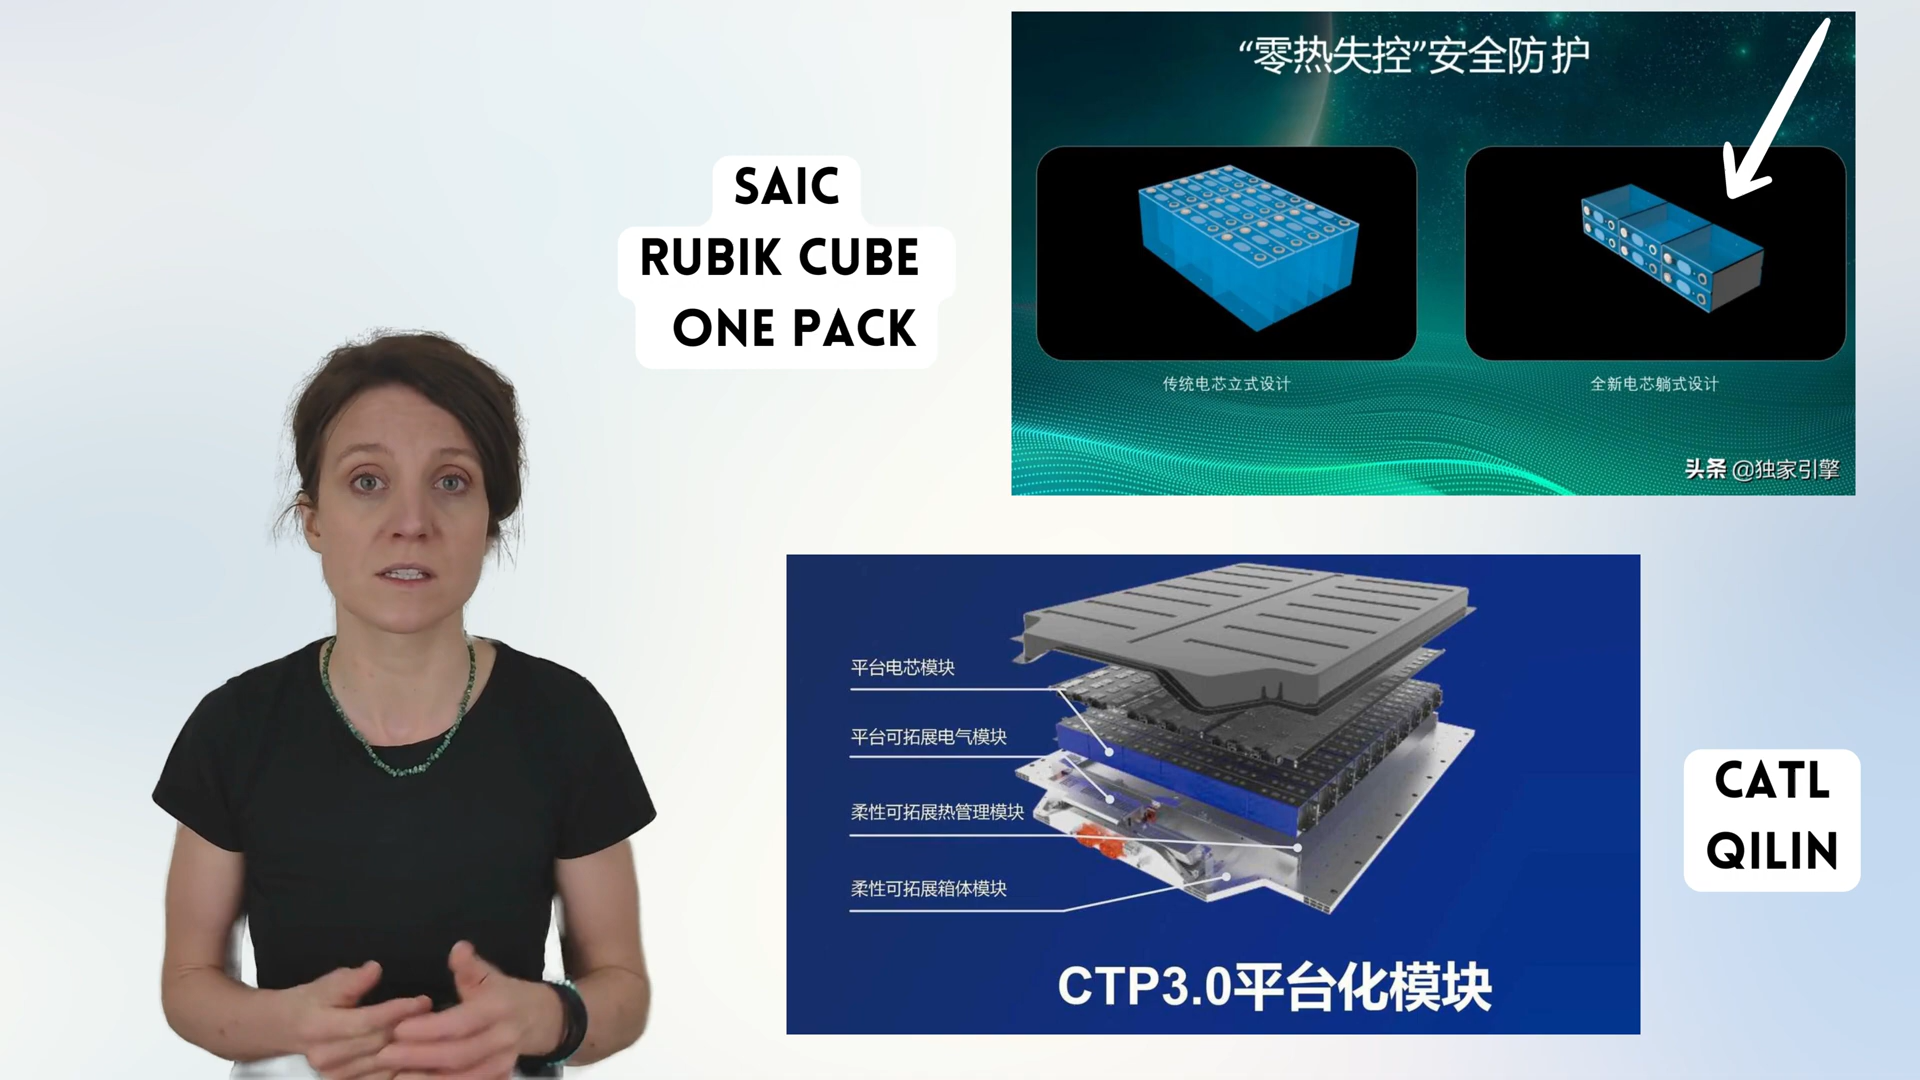 SAIC
RUBIK CUBE
ONE PACK
“零热失控”安全防护
传统电芯立式设计
全新电芯躺式设计
头条 @独家引擎
平台电芯模块
平台可拓展电气模块
柔性可拓展热管理模块
柔性可拓展箱体模块
CTP3.0平台化模块
CATL
QILIN